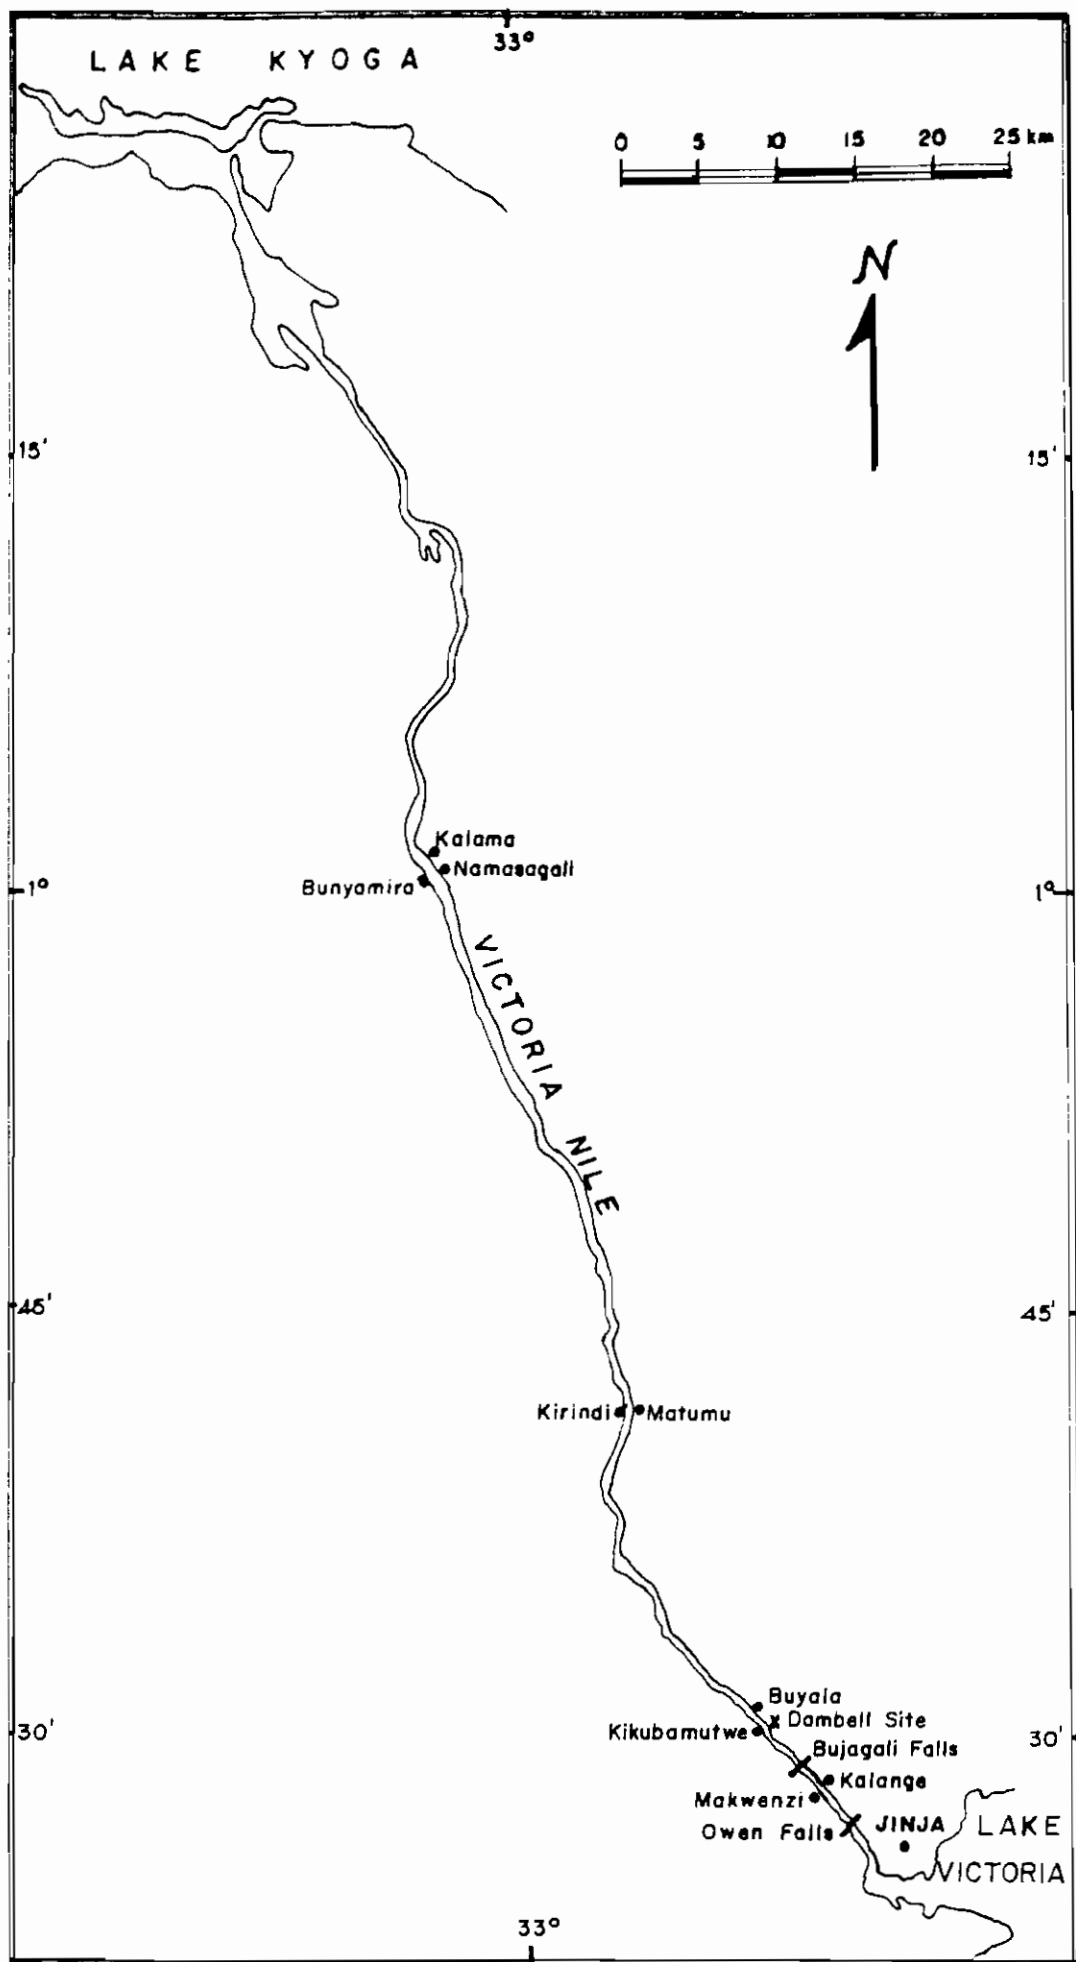 33°
LAKE KYOGA
0 5 10 15 20 25 km
N
15' 15'
Kalama
Namasagali
Bunyamira
1° 1°
VICTORIA NILE
45' 45'
Kirindi Matumu
Buyala
Dambell Site
Kikubamutwe
30' 30'
Bujagali Falls
Kalange
Makwenzi
Owen Falls
JINJA
LAKE
VICTORIA
33°